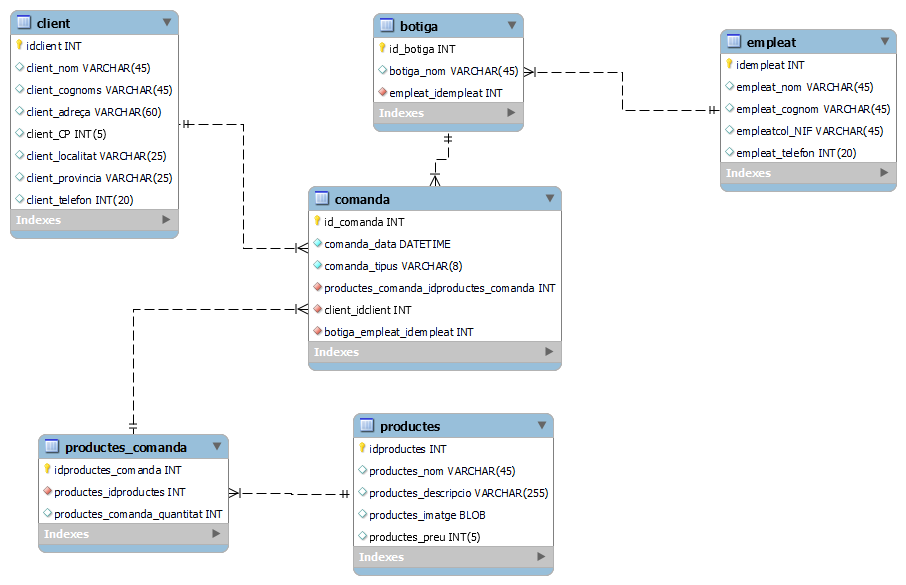 client
idclient INT
client_nom VARCHAR(45)
client_cognoms VARCHAR(45)
client_adreça VARCHAR(60)
client_CP INT(5)
client_localitat VARCHAR(25)
client_provincia VARCHAR(25)
client_telefon INT(20)
Indexes
botiga
id_botiga INT
botiga_nom VARCHAR(45)
empleat_idempleat INT
Indexes
empleat
idempleat INT
empleat_nom VARCHAR(45)
empleat_cognom VARCHAR(45)
empleatcol_NIF VARCHAR(45)
empleat_telefon INT(20)
Indexes
comanda
id_comanda INT
comanda_data DATETIME
comanda_tipus VARCHAR(8)
productes_comanda_idproductes_comanda INT
client_idclient INT
botiga_empleat_idempleat INT
Indexes
productes_comanda
idproductes_comanda INT
productes_idproductes INT
productes_comanda_quantitat INT
Indexes
productes
idproductes INT
productes_nom VARCHAR(45)
productes_descripcio VARCHAR(255)
productes_imatge BLOB
productes_preu INT(5)
Indexes